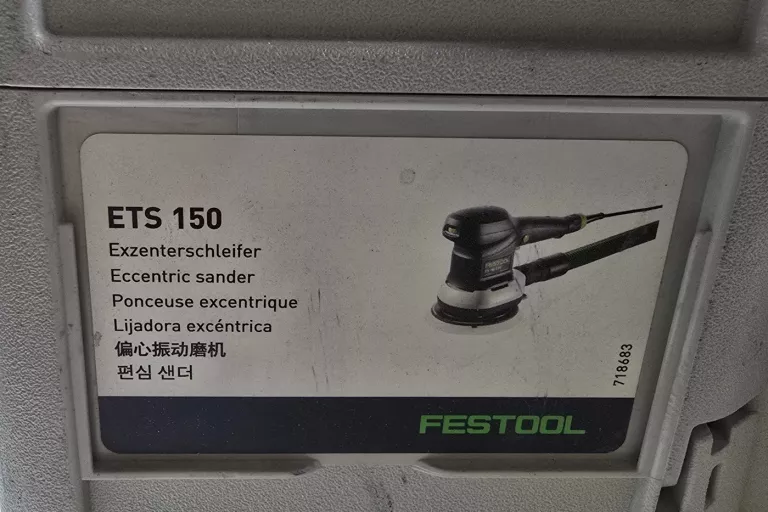 ETS 150
Exzenterschleifer
Eccentric sander
Ponceuse excentrique
Lijadora excéntrica
偏心振动磨机
편심 샌더
718683
FESTOOL
FESTOOL